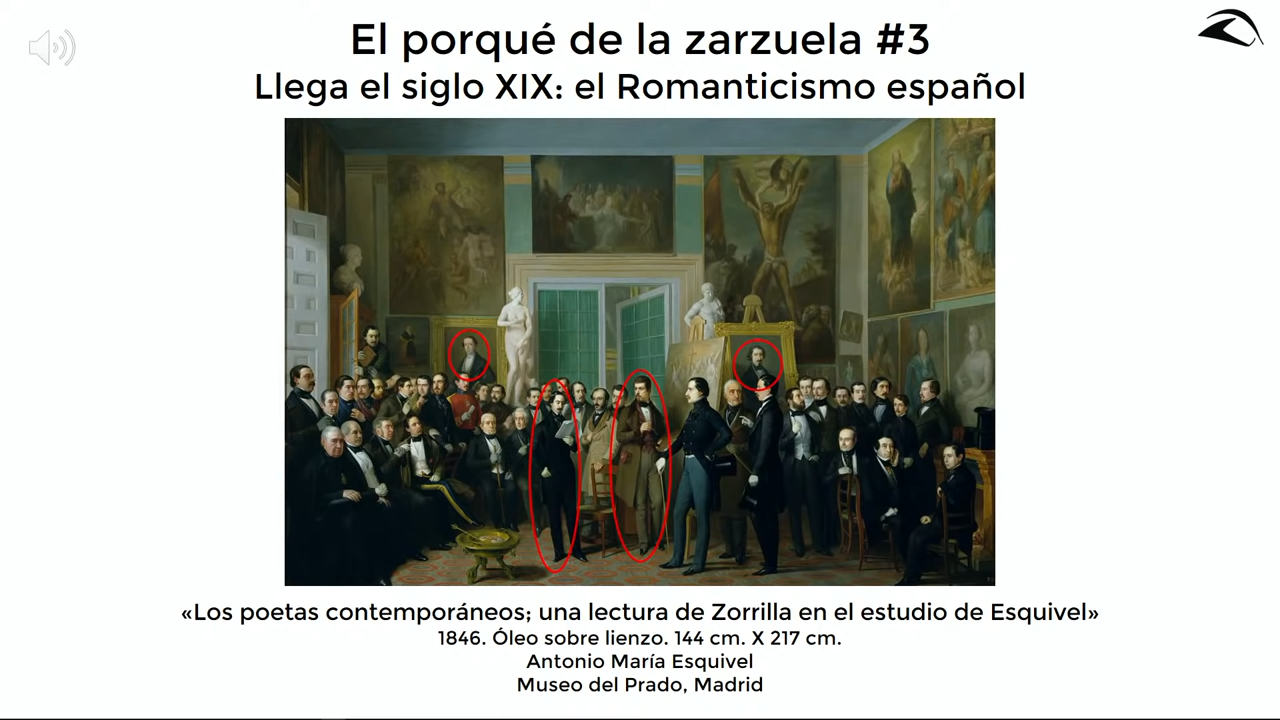 El porqué de la zarzuela #3
Llega el siglo XIX: el Romanticismo español
«Los poetas contemporáneos; una lectura de Zorrilla en el estudio de Esquivel»
1846. Óleo sobre lienzo. 144 cm. X 217 cm.
Antonio María Esquivel
Museo del Prado, Madrid